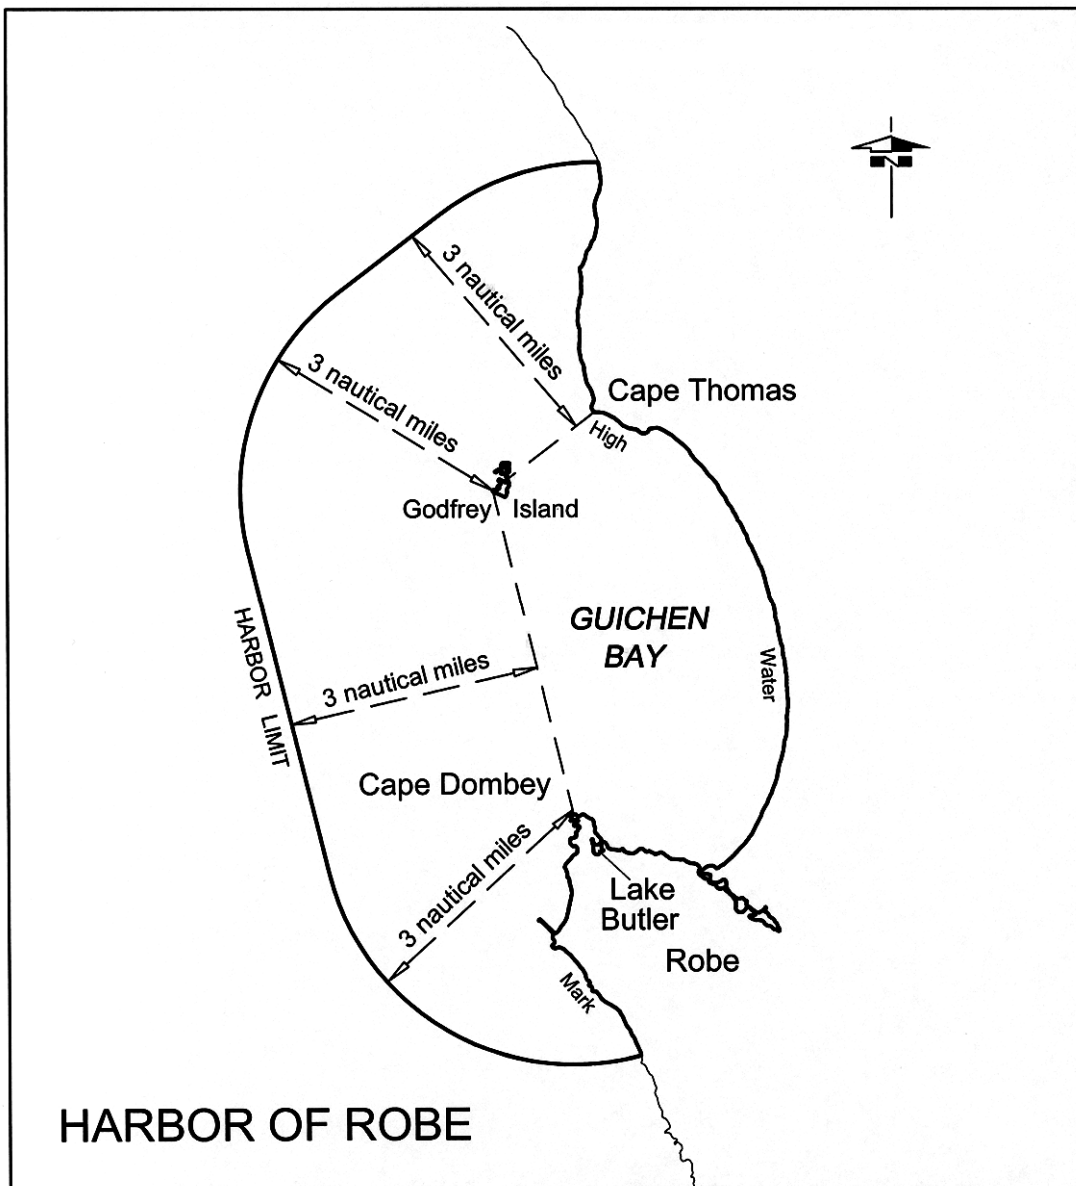 N
3 nautical miles
Cape Thomas
3 nautical miles
High
Godfrey Island
GUICHEN
BAY
HARBOR LIMIT
3 nautical miles
Water
Cape Dombey
3 nautical miles
Lake
Butler
Robe
Mark
HARBOR OF ROBE